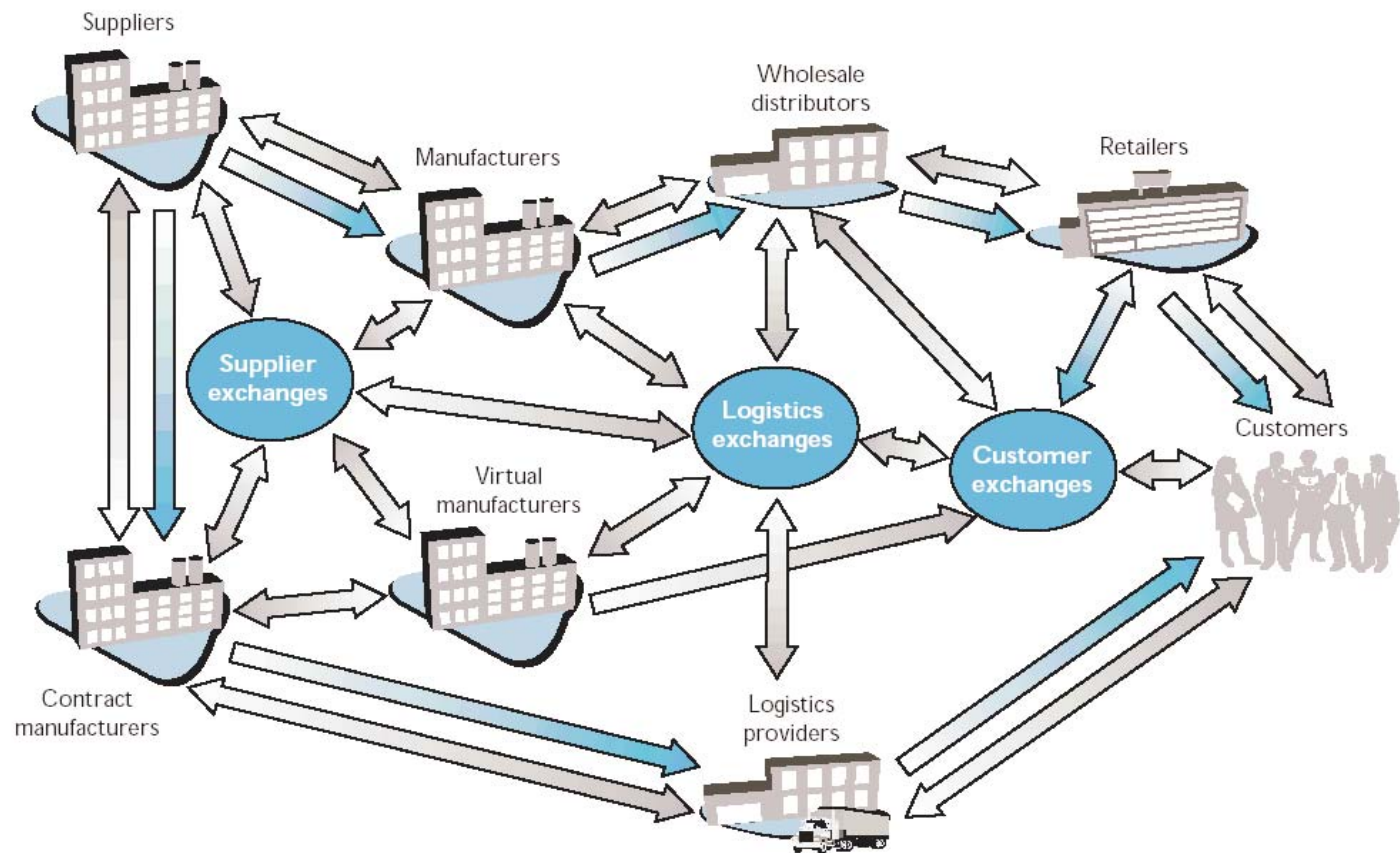 Suppliers
Wholesale
distributors
Manufacturers
Retailers
Supplier
exchanges
Logistics
exchanges
Customer
exchanges
Customers
Virtual
manufacturers
Contract
manufacturers
Logistics
providers